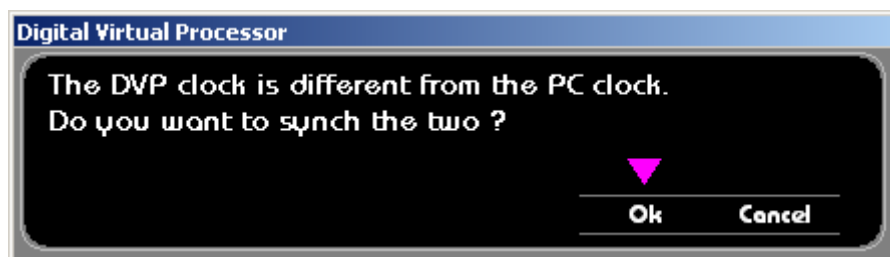 Digital Virtual Processor
The DVP clock is different from the PC clock.
Do you want to synch the two ?
Ok Cancel